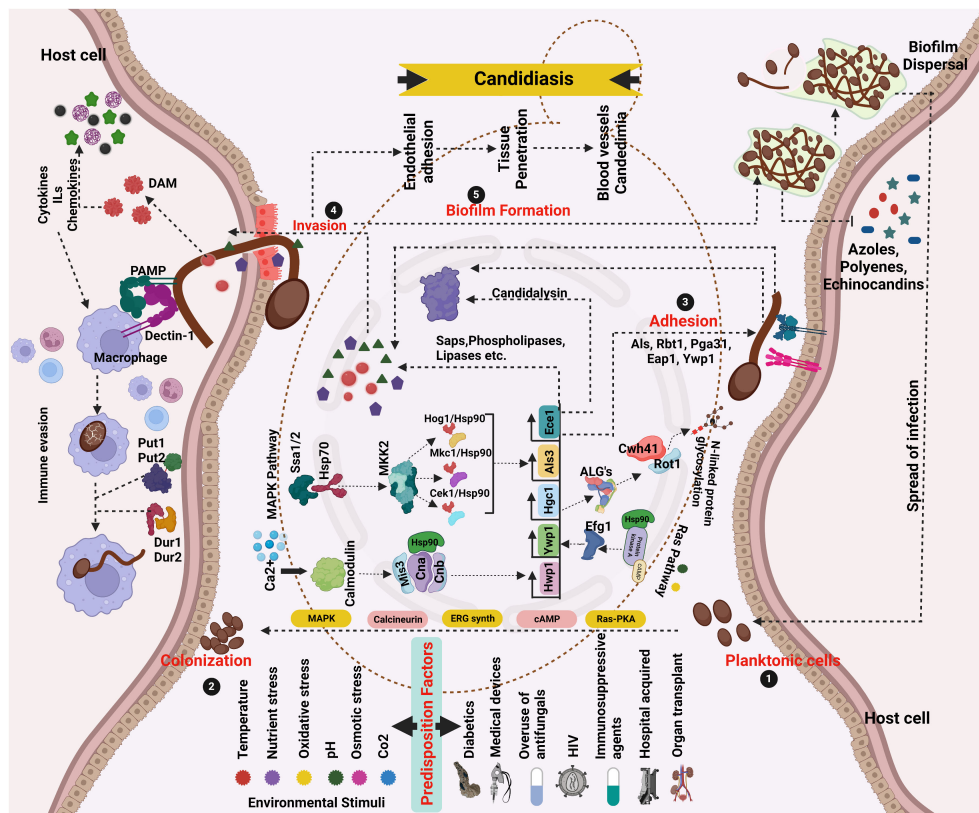 Host cell
Candidiasis
Biofilm
Dispersal
Endothelial
adhesion
Tissue
Penetration
Blood vessels
Candedimia
Cytokines
ILs
Chemokines
DAM
5
Biofilm Formation
4
Invasion
Azoles,
Polyenes,
Echinocandins
PAMP
Dectin-1
Macrophage
Candidalysin
3
Adhesion
Als, Rbt1, Pga31,
Eap1, Ywp1
Saps,Phospholipases,
Lipases etc.
Immune evasion
Put1
Put2
Dur1
Dur2
MAPK Pathway
Ssa1/2
Hsp70
MKK2
Hog1/Hsp90
Mkc1/Hsp90
Cek1/Hsp90
Ece1
Als3
Hgc1
Ywp1
Hwp1
Cwh41
Rot1
ALG's
N-linked protein
glycosylation
Efg1
Hsp90
Protein
kinase A
cAMP
Ras Pathway
Spread of infection
Ca2+
Calmodulin
Hsp90
Mis3
Cna
Cnb
MAPK
Calcineurin
ERG synth
cAMP
Ras-PKA
Colonization
2
Planktonic cells
1
Host cell
Predisposition Factors
Temperature
Nutrient stress
Oxidative stress
pH
Osmotic stress
Co2
Environmental Stimuli
Diabetics
Medical devices
Overuse of
antifungals
HIV
Immunosuppressive
agents
Hospital acquired
Organ transplant